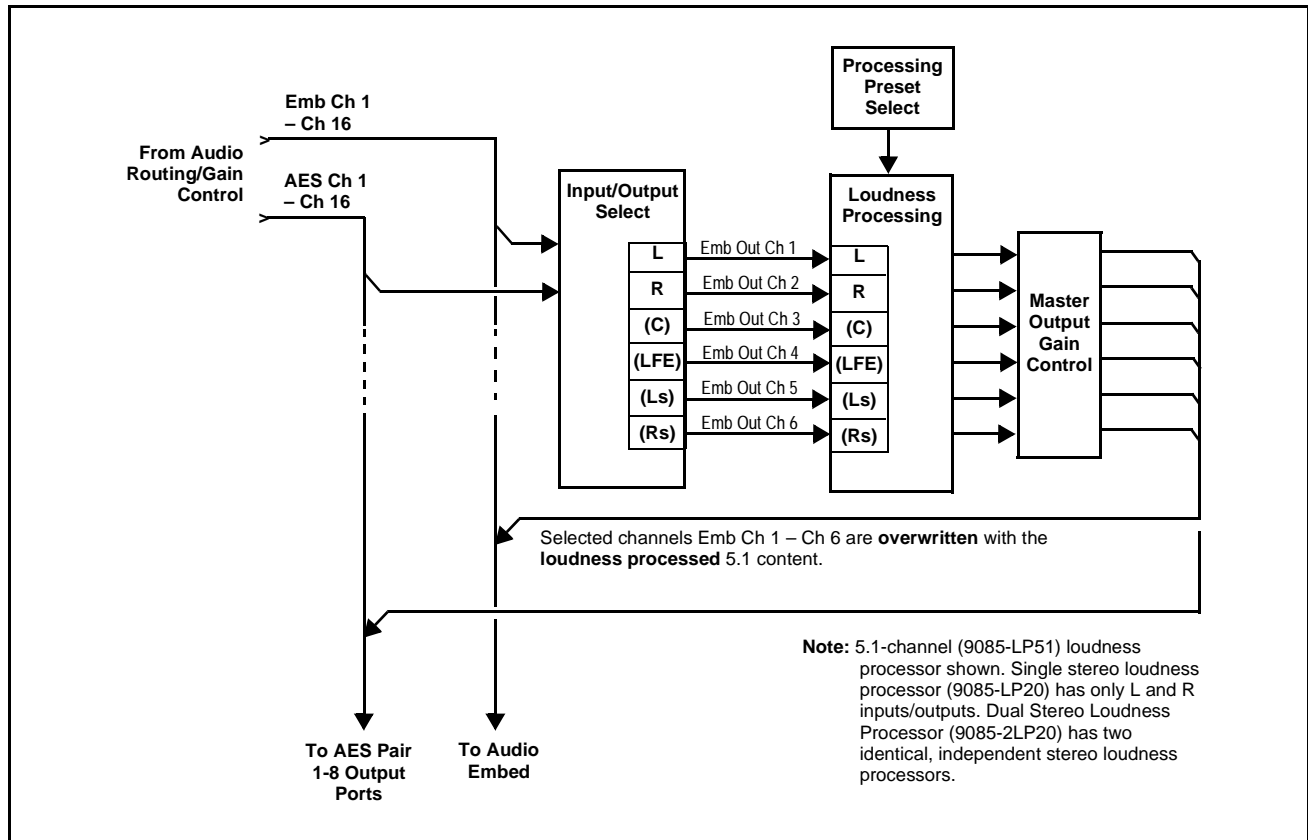 Processing
Preset
Select
Emb Ch 1
– Ch 16
From Audio
Routing/Gain
Control
AES Ch 1
– Ch 16
Input/Output
Select
L
R
(C)
(LFE)
(Ls)
(Rs)
Emb Out Ch 1
Emb Out Ch 2
Emb Out Ch 3
Emb Out Ch 4
Emb Out Ch 5
Emb Out Ch 6
Loudness
Processing
L
R
(C)
(LFE)
(Ls)
(Rs)
Master
Output
Gain
Control
Selected channels Emb Ch 1 – Ch 6 are overwritten with the
loudness processed 5.1 content.
Note: 5.1-channel (9085-LP51) loudness
processor shown. Single stereo loudness
processor (9085-LP20) has only L and R
inputs/outputs. Dual Stereo Loudness
Processor (9085-2LP20) has two
identical, independent stereo loudness
processors.
To AES Pair
1-8 Output
Ports
To Audio
Embed